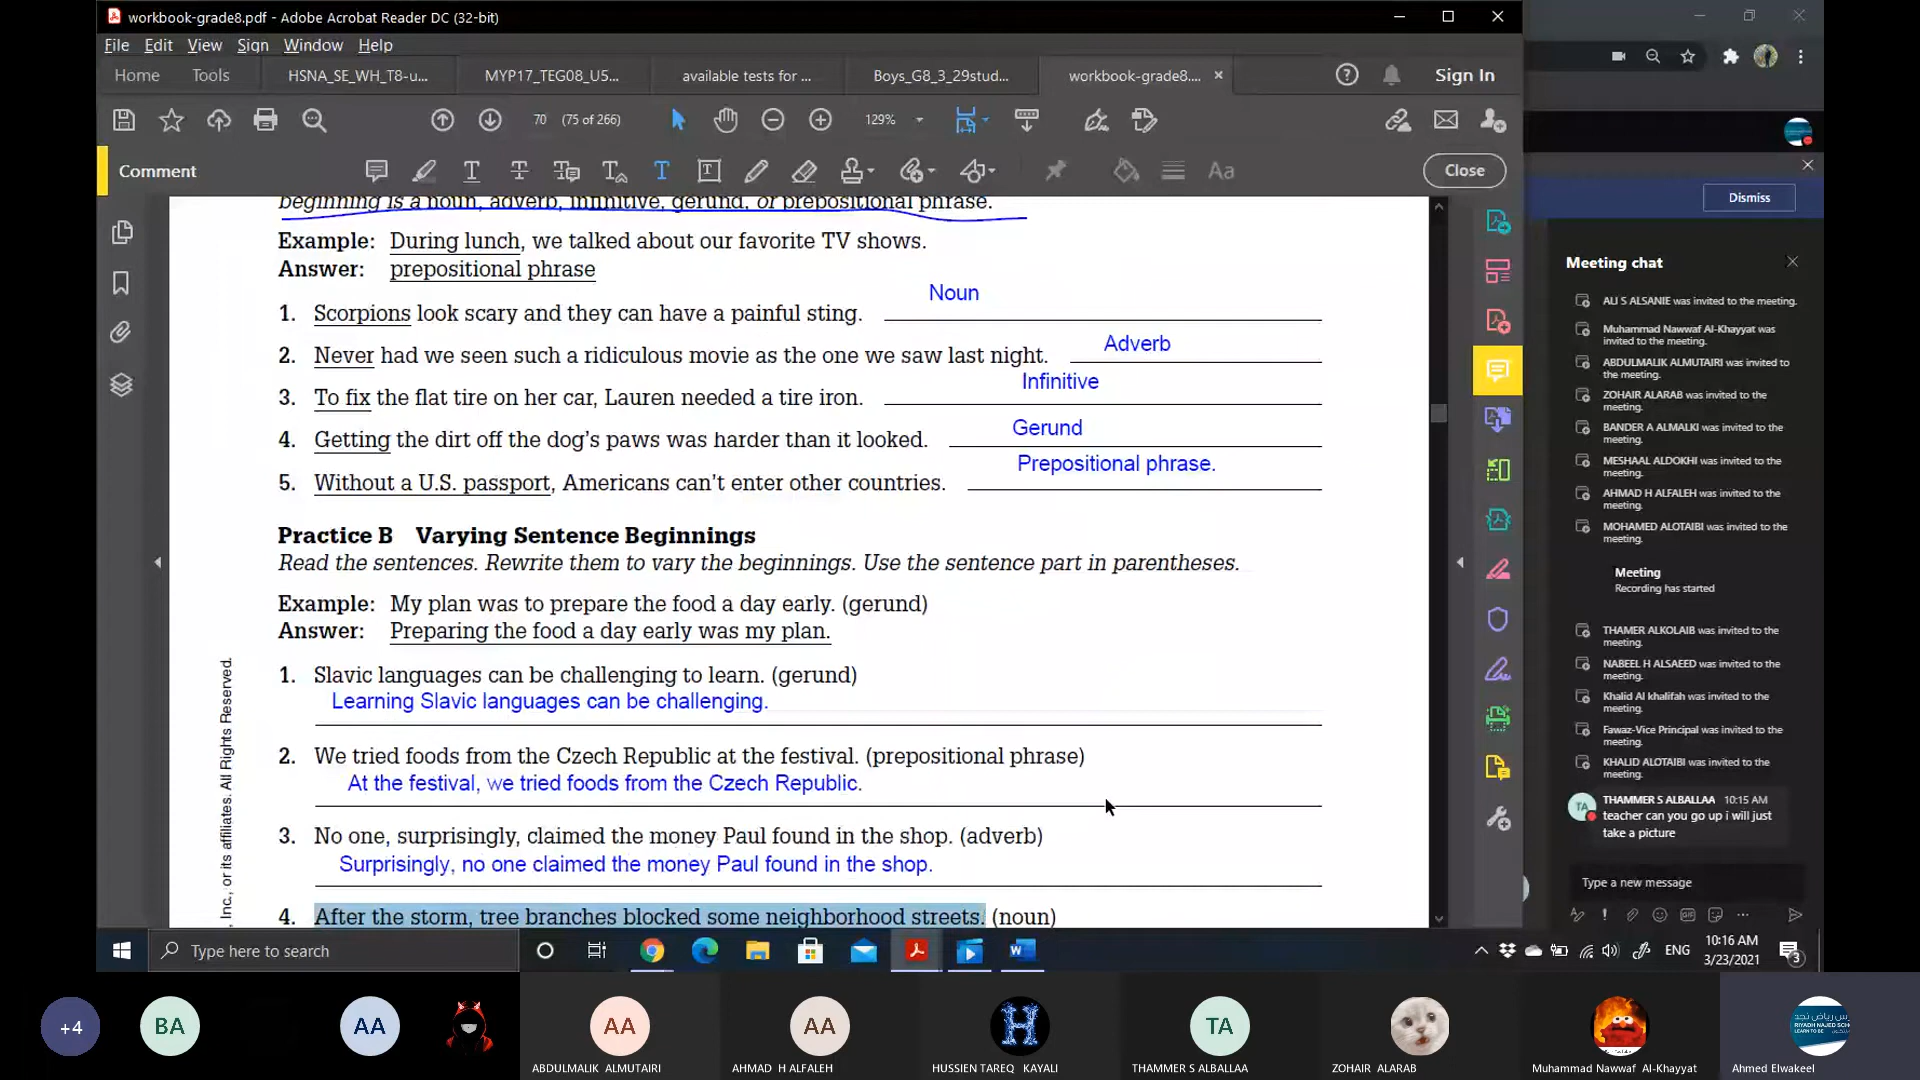 workbook-grade8.pdf - Adobe Acrobat Reader DC (32-bit)
File Edit View Sign Window Help
Home Tools HSNA_SE_WH_T8-u... MYP17_TEG08_U5... available tests for ... Boys_G8_3_29stud... workbook-grade8.... Sign In
70 (75 of 266) 129%
Comment Close
beginning is a noun, adverb, infinitive, gerund, or prepositional phrase.
Example: During lunch, we talked about our favorite TV shows.
Answer: prepositional phrase
Noun
1. Scorpions look scary and they can have a painful sting.
Adverb
2. Never had we seen such a ridiculous movie as the one we saw last night.
Infinitive
3. To fix the flat tire on her car, Lauren needed a tire iron.
Gerund
4. Getting the dirt off the dog's paws was harder than it looked.
Prepositional phrase.
5. Without a U.S. passport, Americans can't enter other countries.
Practice B Varying Sentence Beginnings
Read the sentences. Rewrite them to vary the beginnings. Use the sentence part in parentheses.
Example: My plan was to prepare the food a day early. (gerund)
Answer: Preparing the food a day early was my plan.
1. Slavic languages can be challenging to learn. (gerund)
Learning Slavic languages can be challenging.
2. We tried foods from the Czech Republic at the festival. (prepositional phrase)
At the festival, we tried foods from the Czech Republic.
3. No one, surprisingly, claimed the money Paul found in the shop. (adverb)
Surprisingly, no one claimed the money Paul found in the shop.
4. After the storm, tree branches blocked some neighborhood streets. (noun)
, Inc., or its affiliates. All Rights Reserved.
Dismiss
Meeting chat
ALI S ALSANIE was invited to the meeting.
Muhammad Nawwaf Al-Khayyat was
invited to the meeting.
ABDULMALIK ALMUTAIRI was invited to
the meeting.
ZOHAIR ALARAB was invited to the
meeting.
BANDER A ALMALKI was invited to the
meeting.
MESHAAL ALDOKHI was invited to the
meeting.
AHMAD H ALFALEH was invited to the
meeting.
MOHAMED ALOTAIBI was invited to the
meeting.
Meeting
Recording has started
THAMER ALKOLAIB was invited to the
meeting.
NABEEL H ALSAEED was invited to the
meeting.
Khalid Al khalifah was invited to the
meeting.
Fawaz-Vice Principal was invited to the
meeting.
KHALID ALOTAIBI was invited to the
meeting.
TA THAMMER S ALBALLAA 10:15 AM
teacher can you go up i will just
take a picture
Type a new message
Type here to search
ENG 10:16 AM
3/23/2021 3
+4 BA AA AA AA H TA
ABDULMALIK ALMUTAIRI AHMAD H ALFALEH HUSSIEN TAREQ KAYALI THAMMER S ALBALLAA ZOHAIR ALARAB Muhammad Nawwaf Al-Khayyat Ahmed Elwakeel